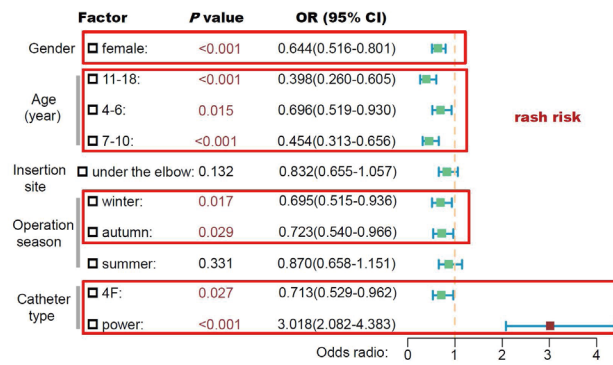 Factor P value OR (95% CI)
Gender female: <0.001 0.644(0.516-0.801)
11-18: <0.001 0.398(0.260-0.605)
Age (year) 4-6: 0.015 0.696(0.519-0.930) rash risk
7-10: <0.001 0.454(0.313-0.656)
Insertion site under the elbow: 0.132 0.832(0.655-1.057)
winter: 0.017 0.695(0.515-0.936)
Operation season autumn: 0.029 0.723(0.540-0.966)
summer: 0.331 0.870(0.658-1.151)
Catheter type 4F: 0.027 0.713(0.529-0.962)
power: <0.001 3.018(2.082-4.383)
Odds radio: 0 1 2 3 4